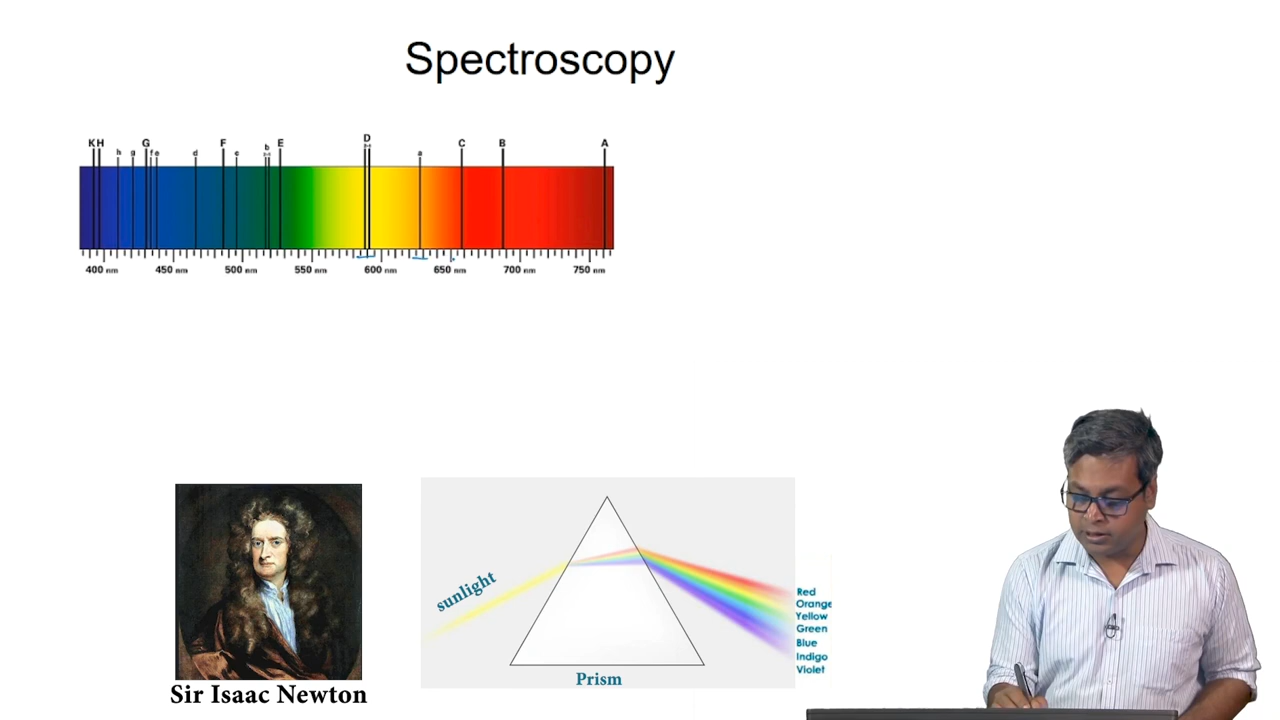 Spectroscopy
K H h g G f e d F c b E D a C B A
400 nm 450 nm 500 nm 550 nm 600 nm 650 nm 700 nm 750 nm
sunlight
Red
Orange
Yellow
Green
Blue
Indigo
Violet
Prism
Sir Isaac Newton